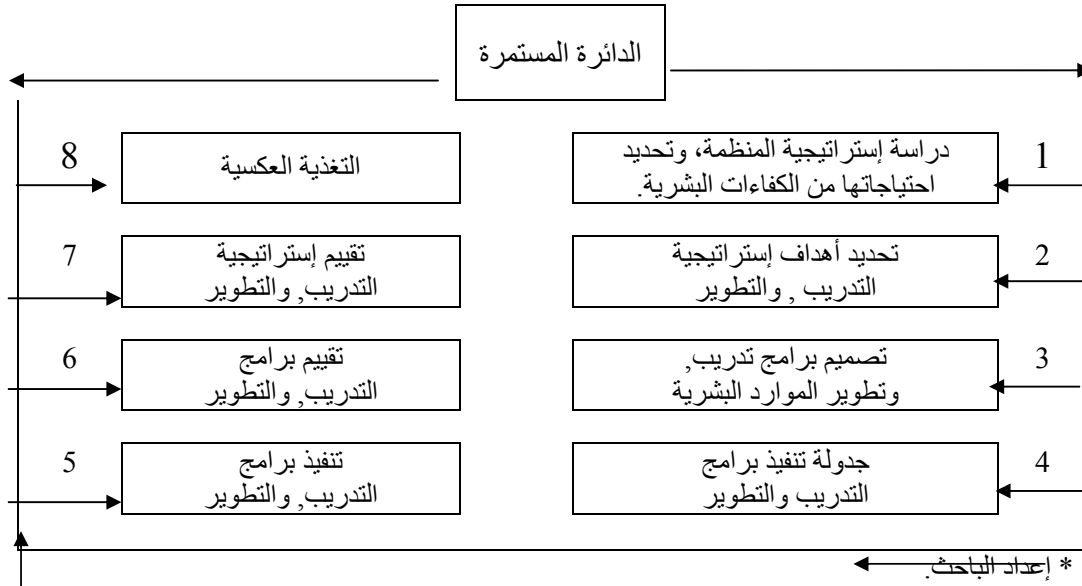 الدائرة المستمرة
1
دراسة إستراتيجية المنظمة، وتحديد
احتياجاتها من الكفاءات البشرية.
8
التغذية العكسية
2
تحديد أهداف إستراتيجية
التدريب , والتطوير
7
تقييم إستراتيجية
التدريب, والتطوير
3
تصميم برامج تدريب,
وتطوير الموارد البشرية
6
تقييم برامج
التدريب, والتطوير
4
جدولة تنفيذ برامج
التدريب والتطوير
5
تنفيذ برامج
التدريب, والتطوير
* إعداد الباحث.